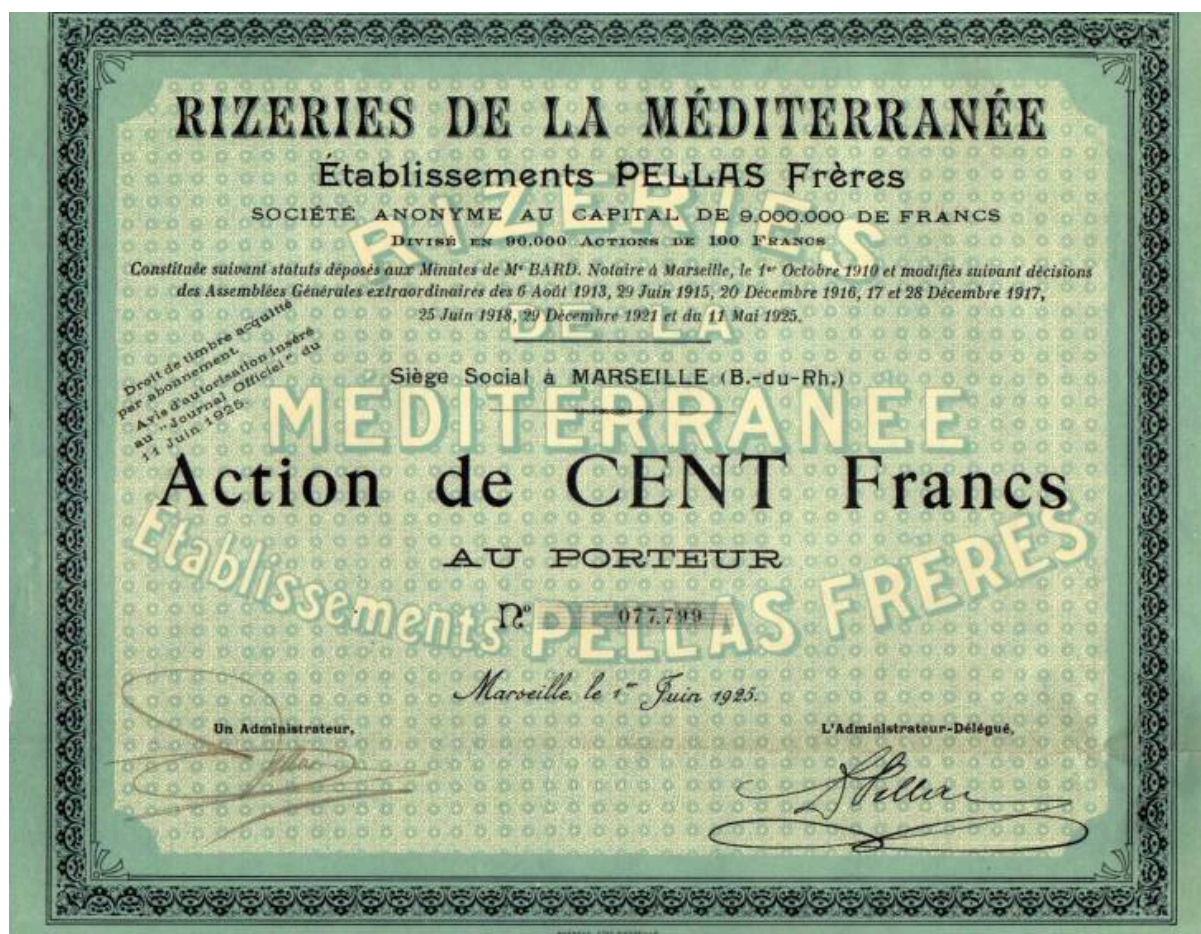 RIZERIES DE LA MÉDITERRANÉE
Établissements PELLAS Frères
SOCIÉTÉ ANONYME AU CAPITAL DE 9.000.000 DE FRANCS
DIVISÉ EN 90.000 ACTIONS DE 100 FRANCS
Constituée suivant statuts déposés aux Minutes de Mᵉ BARD. Notaire à Marseille, le 1ᵉʳ Octobre 1910 et modifiés suivant décisions
des Assemblées Générales extraordinaires des 6 Août 1913, 29 Juin 1915, 20 Décembre 1916, 17 et 28 Décembre 1917,
25 Juin 1918, 29 Décembre 1921 et du 11 Mai 1925.
Droit de timbre acquitté
par abonnement.
Avis d'autorisation inséré
au "Journal Officiel" du
11 Juin 1925.
Siège Social à MARSEILLE (B.-du-Rh.)
Action de CENT Francs
AU PORTEUR
Nº 077.799
Marseille, le 1ᵉʳ Juin 1925.
Un Administrateur,
L'Administrateur-Délégué,
RIZERIES
DE LA
MÉDITERRANÉE
Etablissements PELLAS FRERES